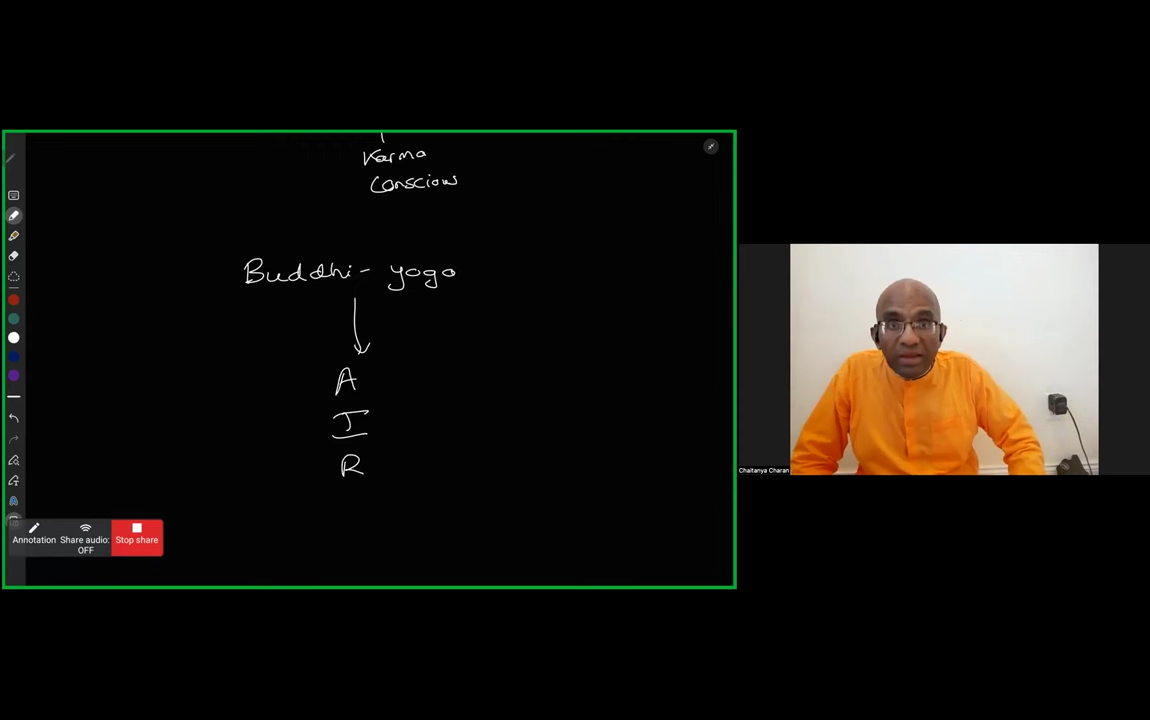 Karma
Conscious
Buddhi- yoga
A
I
R
Annotation Share audio: OFF Stop share
Chaitanya Charan